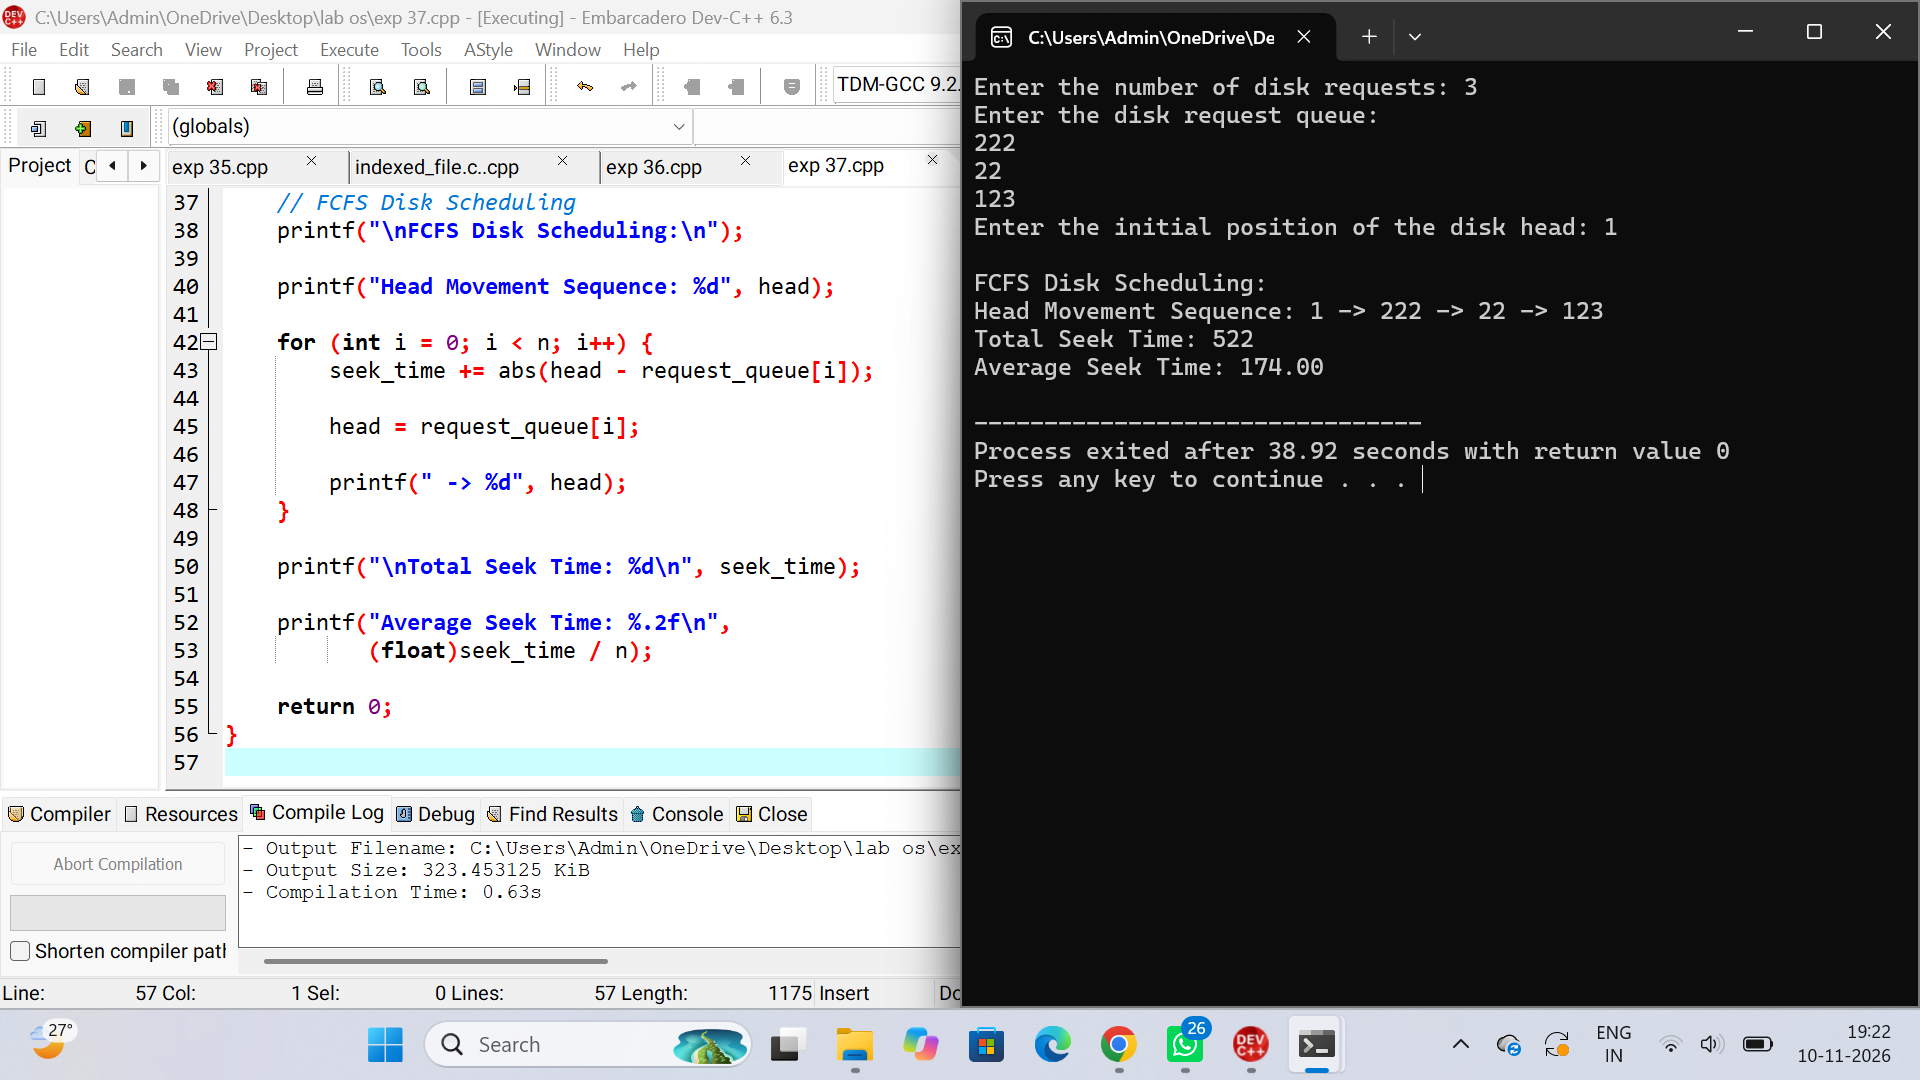 C:\Users\Admin\OneDrive\Desktop\lab os\exp 37.cpp - [Executing] - Embarcadero Dev-C++ 6.3
File Edit Search View Project Execute Tools AStyle Window Help
TDM-GCC 9.2.
(globals)
Project C
exp 35.cpp
indexed_file.c..cpp
exp 36.cpp
exp 37.cpp
37 // FCFS Disk Scheduling
38 printf("\nFCFS Disk Scheduling:\n");
39
40 printf("Head Movement Sequence: %d", head);
41
42 for (int i = 0; i < n; i++) {
43 seek_time += abs(head - request_queue[i]);
44
45 head = request_queue[i];
46
47 printf(" -> %d", head);
48 }
49
50 printf("\nTotal Seek Time: %d\n", seek_time);
51
52 printf("Average Seek Time: %.2f\n",
53 (float)seek_time / n);
54
55 return 0;
56 }
57
Compiler Resources Compile Log Debug Find Results Console Close
Abort Compilation
Shorten compiler path
- Output Filename: C:\Users\Admin\OneDrive\Desktop\lab os\ex
- Output Size: 323.453125 KiB
- Compilation Time: 0.63s
Line: 57 Col: 1 Sel: 0 Lines: 57 Length: 1175 Insert Do
C:\Users\Admin\OneDrive\De
Enter the number of disk requests: 3
Enter the disk request queue:
222
22
123
Enter the initial position of the disk head: 1
FCFS Disk Scheduling:
Head Movement Sequence: 1 -> 222 -> 22 -> 123
Total Seek Time: 522
Average Seek Time: 174.00
--------------------------------
Process exited after 38.92 seconds with return value 0
Press any key to continue . . .
27°
Search
26
DEV
C++
ENG
IN
19:22
10-11-2026